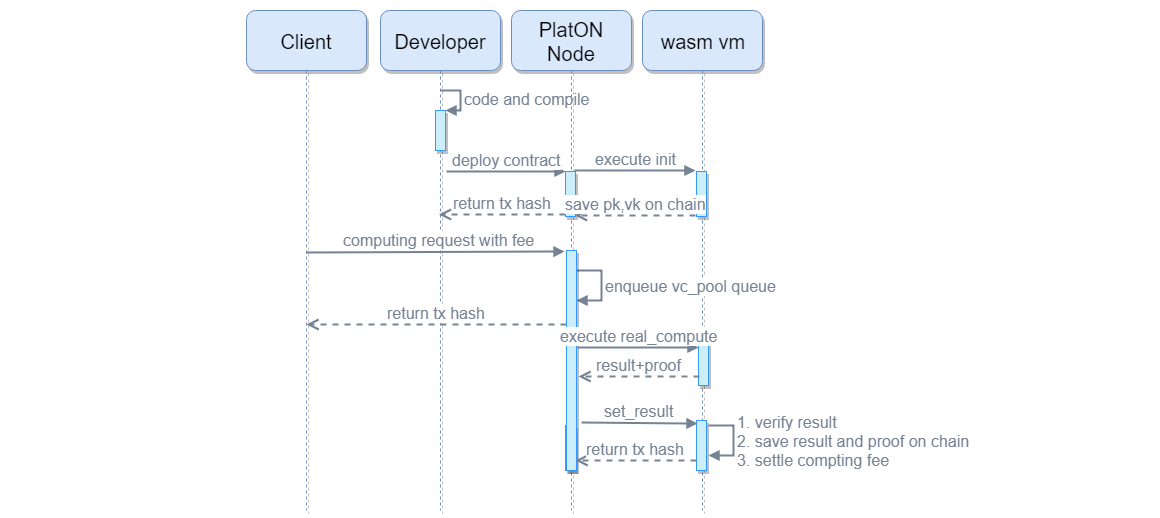 Client
Developer
PlatON
Node
wasm vm
code and compile
deploy contract
execute init
return tx hash
save pk,vk on chain
computing request with fee
enqueue vc_pool queue
return tx hash
execute real_compute
result+proof
set_result
1. verify result
2. save result and proof on chain
return tx hash
3. settle compting fee